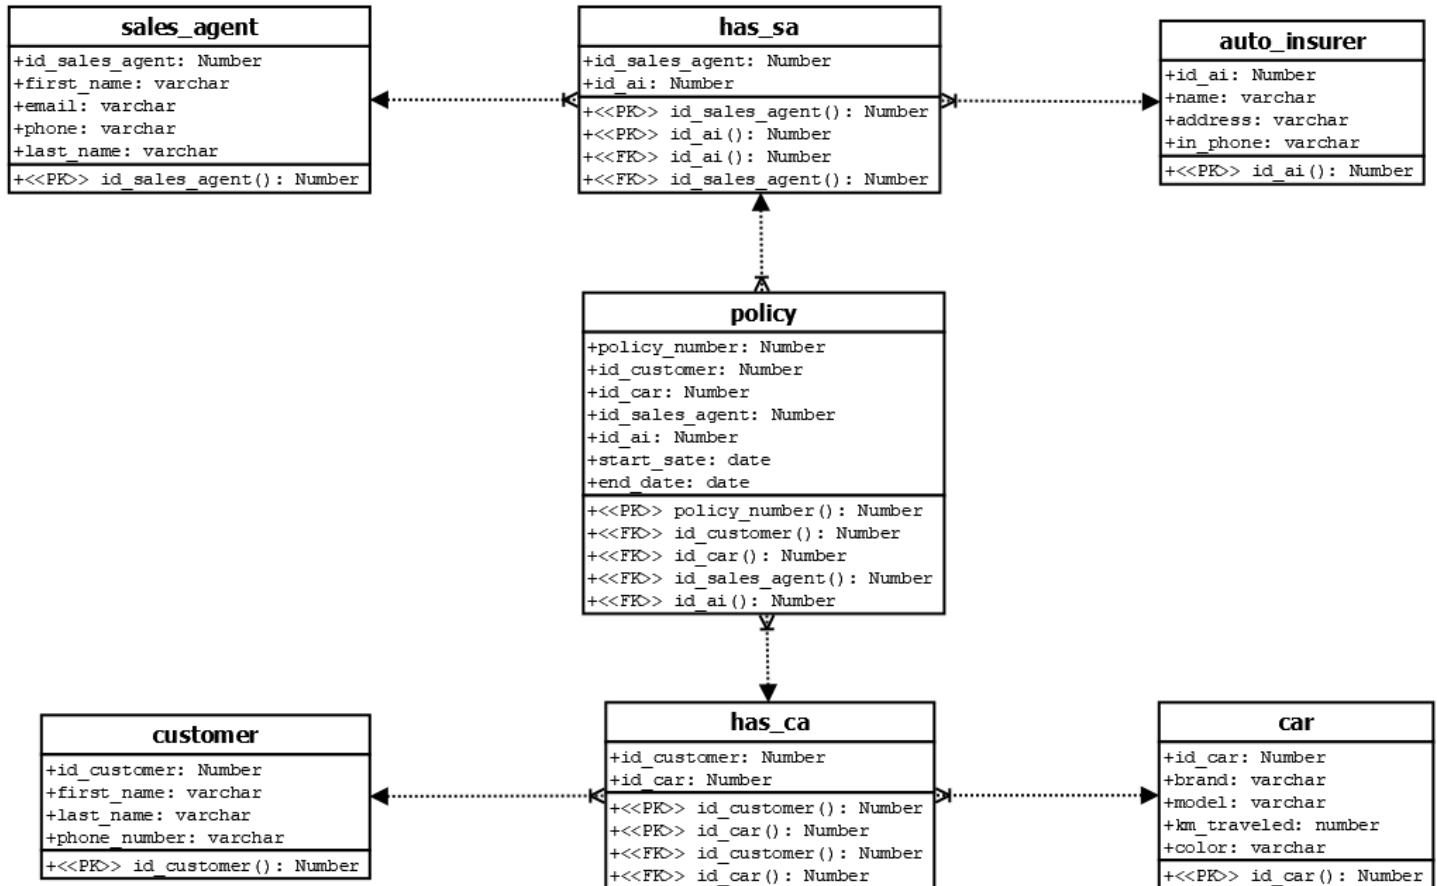 sales_agent
+id_sales_agent: Number
+first_name: varchar
+email: varchar
+phone: varchar
+last_name: varchar
+<<PK>> id_sales_agent(): Number
has_sa
+id_sales_agent: Number
+id_ai: Number
+<<PK>> id_sales_agent(): Number
+<<PK>> id_ai(): Number
+<<FK>> id_ai(): Number
+<<FK>> id_sales_agent(): Number
auto_insurer
+id_ai: Number
+name: varchar
+address: varchar
+in_phone: varchar
+<<PK>> id_ai(): Number
policy
+policy_number: Number
+id_customer: Number
+id_car: Number
+id_sales_agent: Number
+id_ai: Number
+start_sate: date
+end_date: date
+<<PK>> policy_number(): Number
+<<FK>> id_customer(): Number
+<<FK>> id_car(): Number
+<<FK>> id_sales_agent(): Number
+<<FK>> id_ai(): Number
customer
+id_customer: Number
+first_name: varchar
+last_name: varchar
+phone_number: varchar
+<<PK>> id_customer(): Number
has_ca
+id_customer: Number
+id_car: Number
+<<PK>> id_customer(): Number
+<<PK>> id_car(): Number
+<<FK>> id_customer(): Number
+<<FK>> id_car(): Number
car
+id_car: Number
+brand: varchar
+model: varchar
+km_traveled: number
+color: varchar
+<<PK>> id_car(): Number